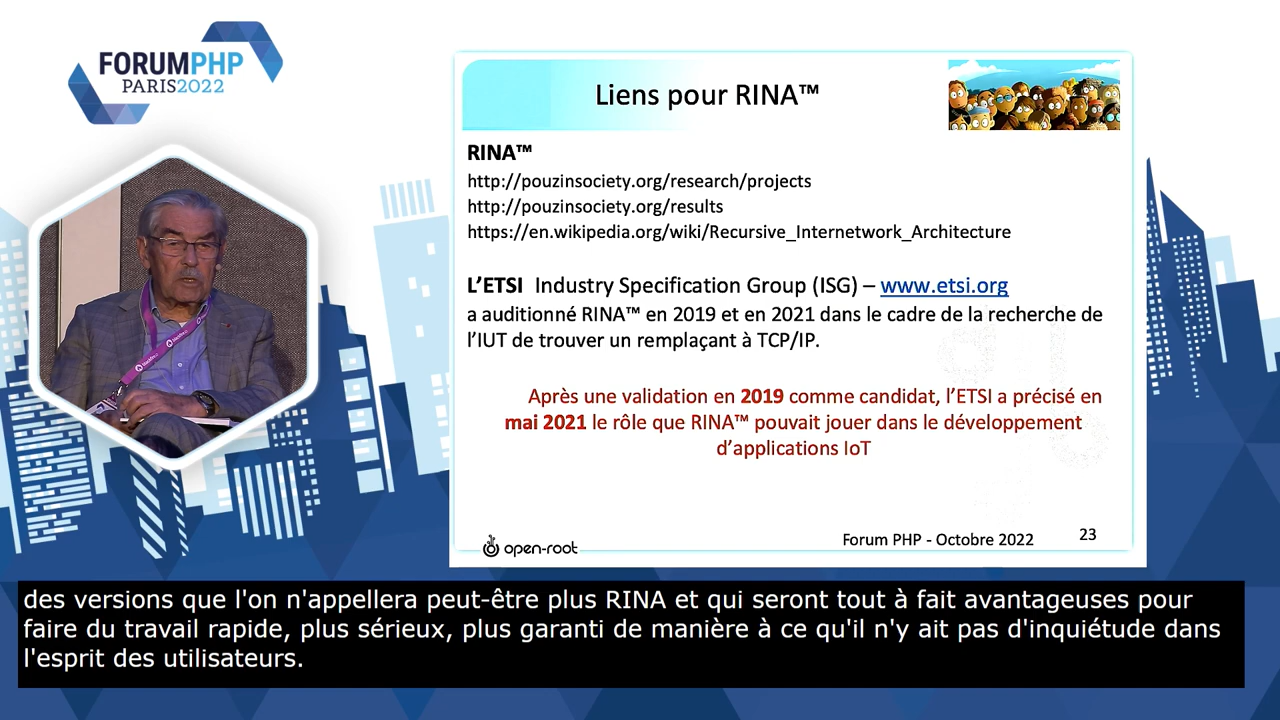 FORUMPHP
PARIS2022
Liens pour RINA™
RINA™
http://pouzinsociety.org/research/projects
http://pouzinsociety.org/results
https://en.wikipedia.org/wiki/Recursive_Internetwork_Architecture
L'ETSI Industry Specification Group (ISG) – www.etsi.org
a auditionné RINA™ en 2019 et en 2021 dans le cadre de la recherche de
l'IUT de trouver un remplaçant à TCP/IP.
Après une validation en 2019 comme candidat, l'ETSI a précisé en
mai 2021 le rôle que RINA™ pouvait jouer dans le développement
d'applications IoT
open-root
Forum PHP - Octobre 2022
23
des versions que l'on n'appellera peut-être plus RINA et qui seront tout à fait avantageuses pour
faire du travail rapide, plus sérieux, plus garanti de manière à ce qu'il n'y ait pas d'inquiétude dans
l'esprit des utilisateurs.